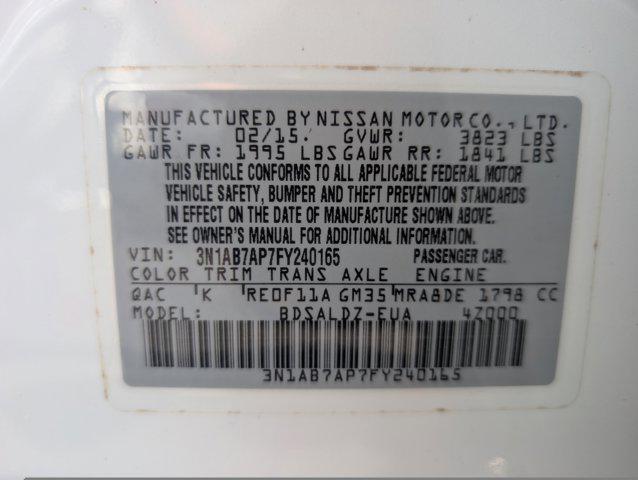 MANUFACTURED BY NISSAN MOTOR CO., LTD.
DATE: 02/15. GVWR: 3823 LBS
GAWR FR: 1995 LBS GAWR RR: 1841 LBS
THIS VEHICLE CONFORMS TO ALL APPLICABLE FEDERAL MOTOR
VEHICLE SAFETY, BUMPER AND THEFT PREVENTION STANDARDS
IN EFFECT ON THE DATE OF MANUFACTURE SHOWN ABOVE.
SEE OWNER'S MANUAL FOR ADDITIONAL INFORMATION.
VIN: 3N1AB7AP7FY240165 PASSENGER CAR.
COLOR TRIM TRANS AXLE ENGINE
QAC K RE0F11A GM35 MRA8DE 1798 CC
MODEL: BDSALDZ-EUA 4Z000
3N1AB7AP7FY240165